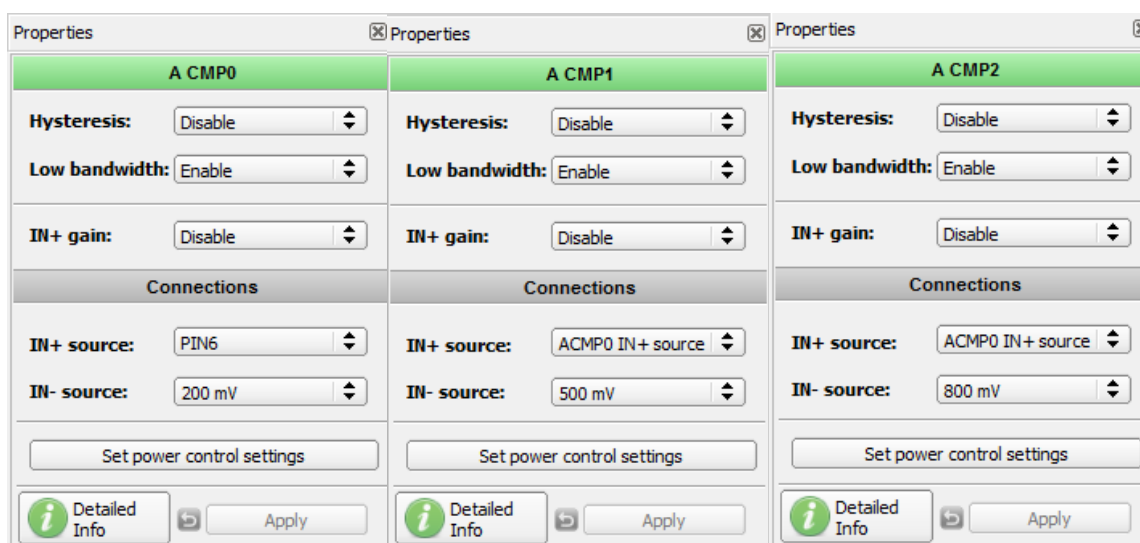 Properties
A CMP0
Hysteresis: Disable
Low bandwidth: Enable
IN+ gain: Disable
Connections
IN+ source: PIN6
IN- source: 200 mV
Set power control settings
Detailed Info
Apply
Properties
A CMP1
Hysteresis: Disable
Low bandwidth: Enable
IN+ gain: Disable
Connections
IN+ source: ACMP0 IN+ source
IN- source: 500 mV
Set power control settings
Detailed Info
Apply
Properties
A CMP2
Hysteresis: Disable
Low bandwidth: Enable
IN+ gain: Disable
Connections
IN+ source: ACMP0 IN+ source
IN- source: 800 mV
Set power control settings
Detailed Info
Apply